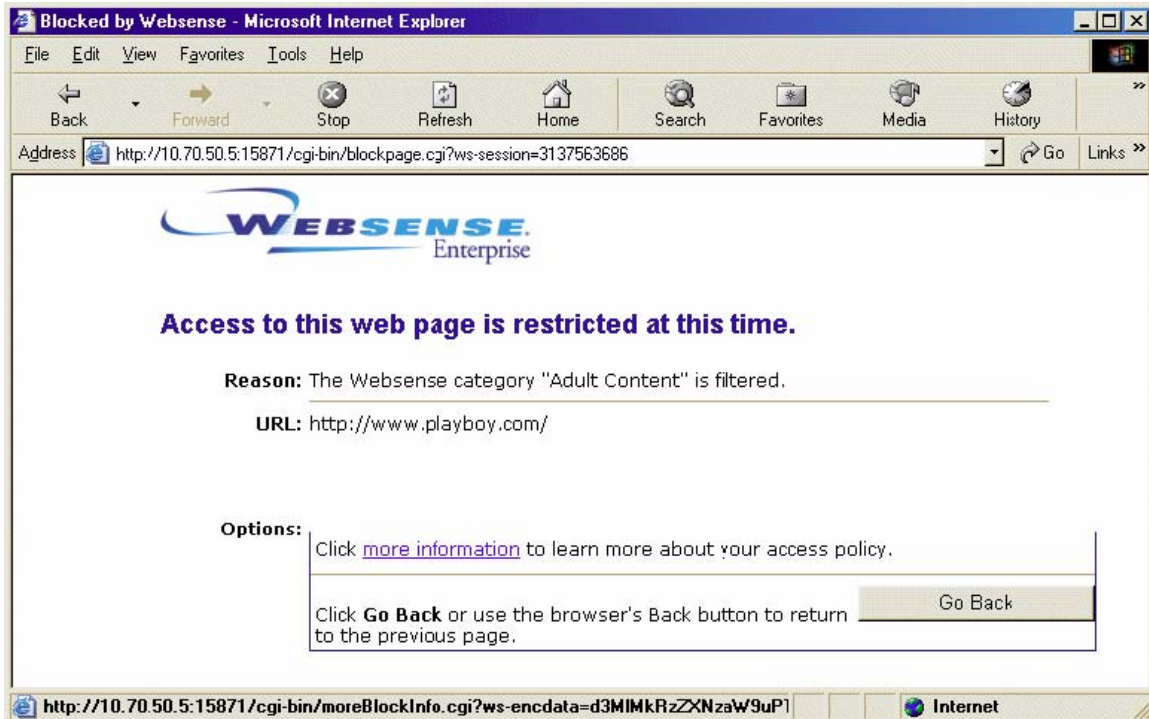 Blocked by Websense - Microsoft Internet Explorer
File Edit View Favorites Tools Help
Back Forward Stop Refresh Home Search Favorites Media History »
Address http://10.70.50.5:15871/cgi-bin/blockpage.cgi?ws-session=3137563686 Go Links »
WEBSENSE.
Enterprise
Access to this web page is restricted at this time.
Reason: The Websense category "Adult Content" is filtered.
URL: http://www.playboy.com/
Options:
Click more information to learn more about your access policy.
Click Go Back or use the browser's Back button to return
to the previous page.
Go Back
http://10.70.50.5:15871/cgi-bin/moreBlockInfo.cgi?ws-encdata=d3MlMkRzZXNzaW9uPT Internet